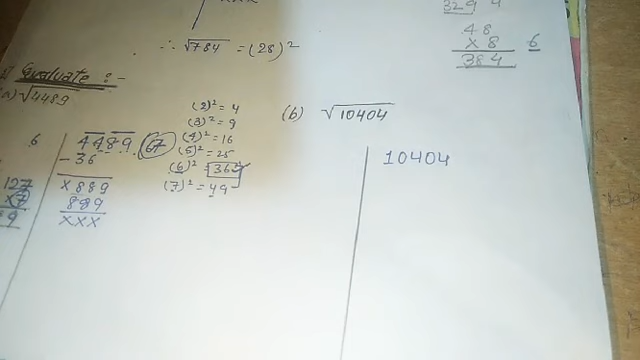 ∴ √784 = (28)²
329 4
48
× 8 6
384
Evaluate :-
a) √4489
(b) √10404
(2)² = 4
(3)² = 9
(4)² = 16
(5)² = 25
(6)² = 36
(7)² = 49
6 4489 67
- 36
127 ×889
×7 889
9 ×××
10404